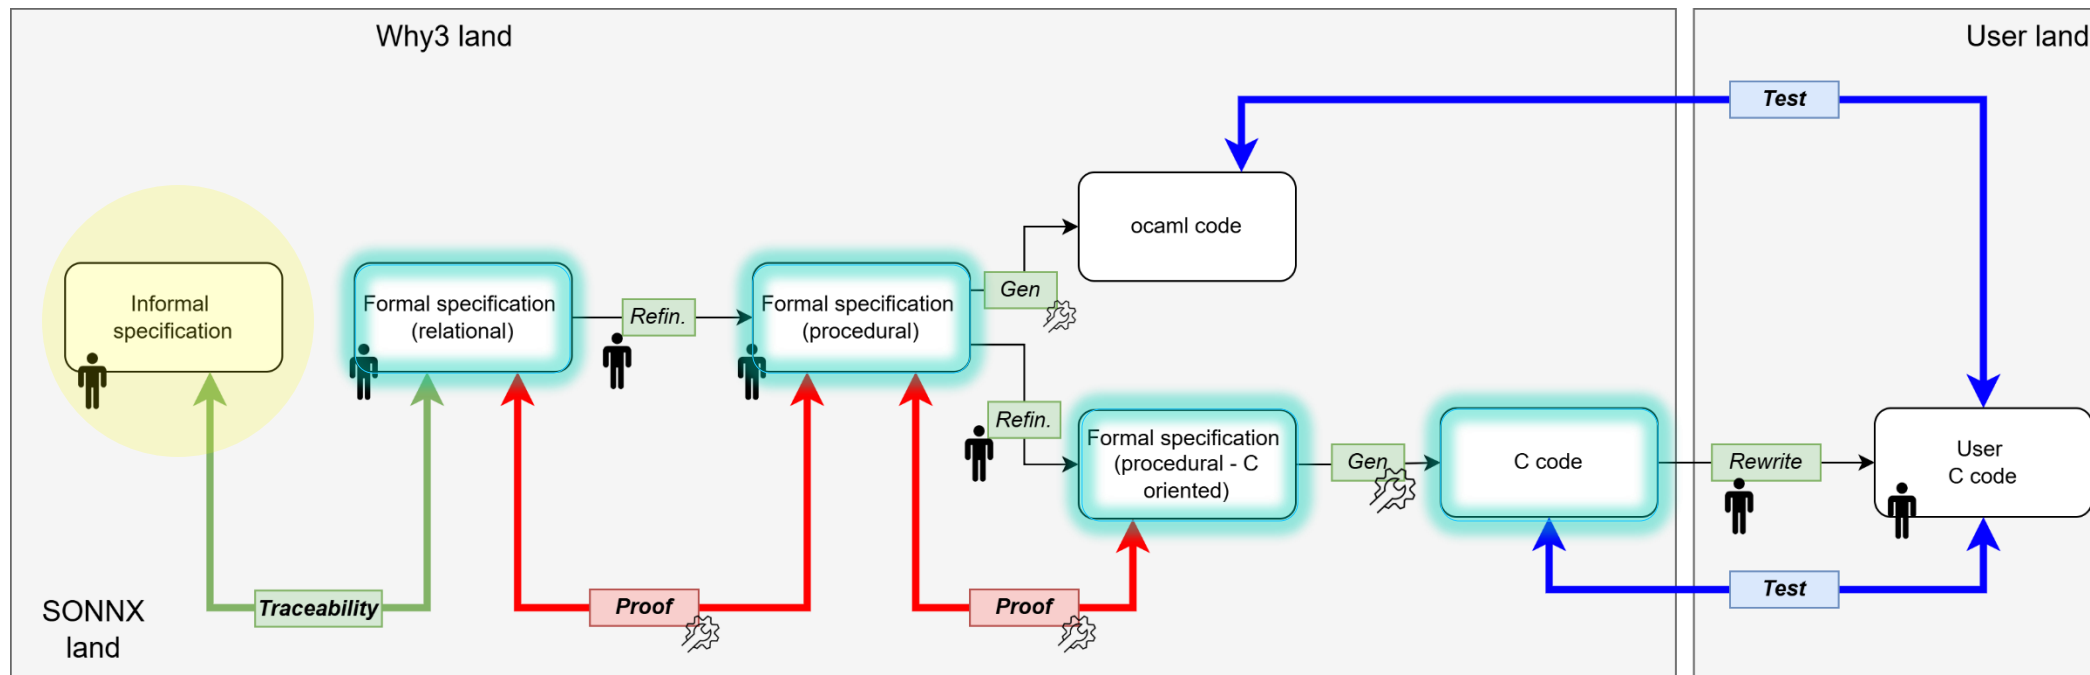 Why3 land
User land
Test
ocaml code
Informal
specification
Formal specification
(relational)
Refin.
Formal specification
(procedural)
Gen
Refin.
Formal specification
(procedural - C
oriented)
Gen
C code
Rewrite
User
C code
SONNX
land
Traceability
Proof
Proof
Test